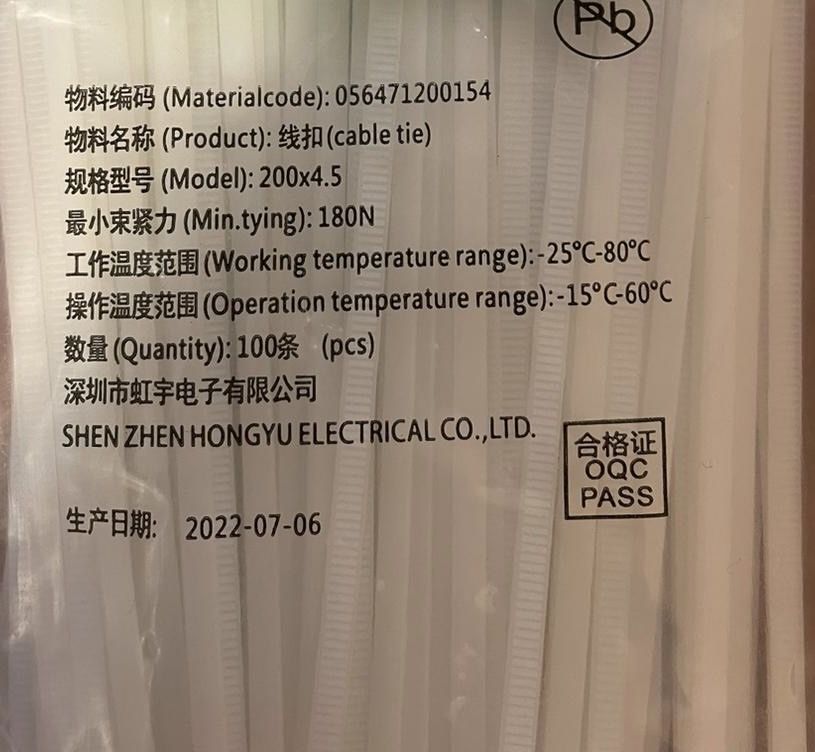 Pb
物料编码 (Materialcode): 056471200154
物料名称 (Product): 线扣(cable tie)
规格型号 (Model): 200x4.5
最小束紧力 (Min.tying): 180N
工作温度范围(Working temperature range):-25°C-80°C
操作温度范围(Operation temperature range):-15°C-60°C
数量(Quantity): 100条 (pcs)
深圳市虹宇电子有限公司
SHEN ZHEN HONGYU ELECTRICAL CO.,LTD.
合格证
OQC
PASS
生产日期: 2022-07-06